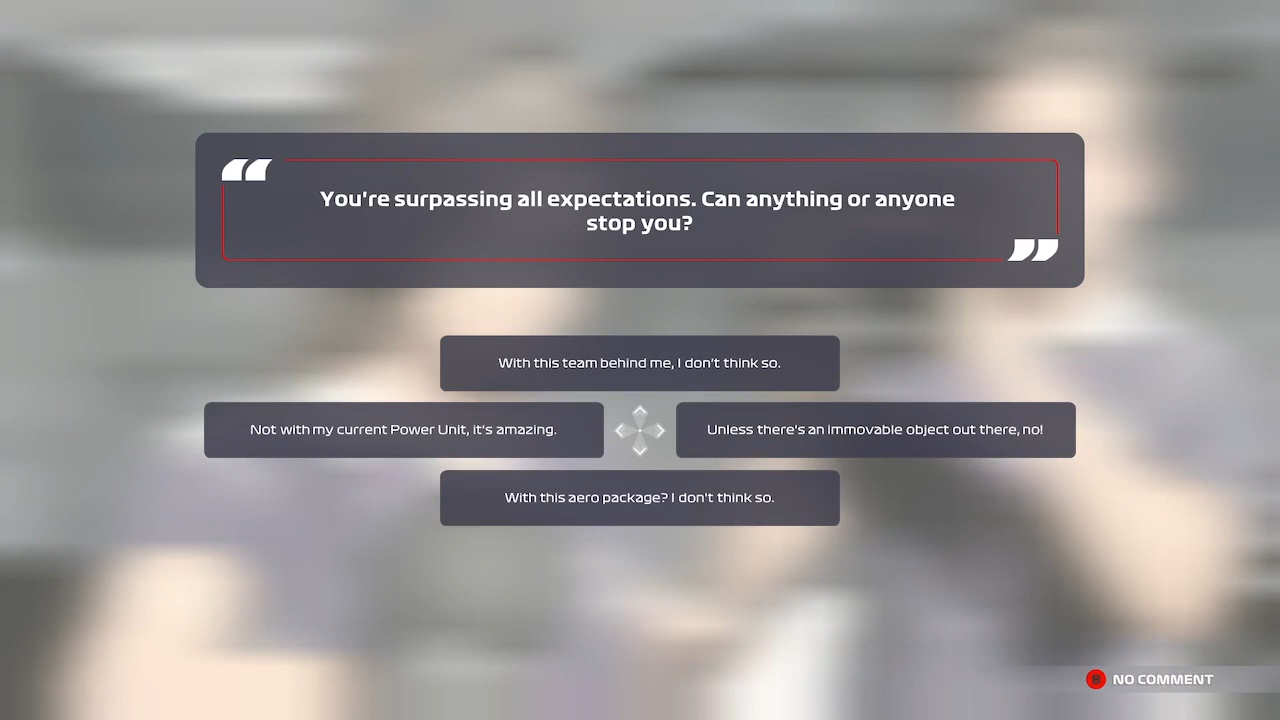 You're surpassing all expectations. Can anything or anyone
stop you?
With this team behind me, I don't think so.
Not with my current Power Unit, it's amazing.
Unless there's an immovable object out there, no!
With this aero package? I don't think so.
B NO COMMENT